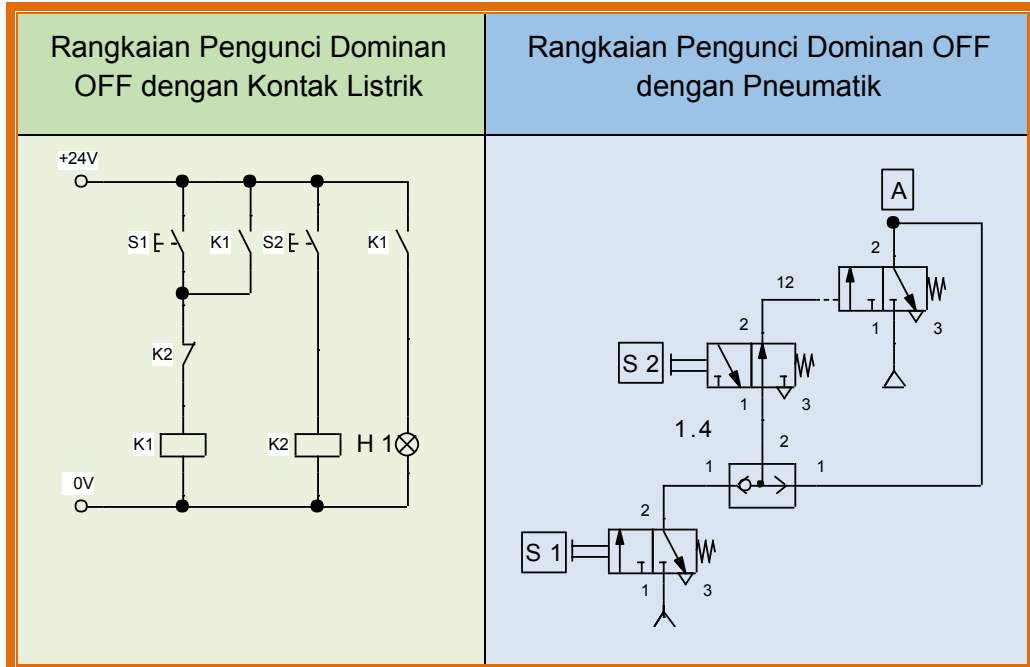 Rangkaian Pengunci Dominan
OFF dengan Kontak Listrik
Rangkaian Pengunci Dominan OFF
dengan Pneumatik
+24V
S1
K1
S2
K1
K2
K1
K2
H 1
0V
A
2
12
1
3
2
S 2
1
3
1.4
2
1
1
2
S 1
1
3